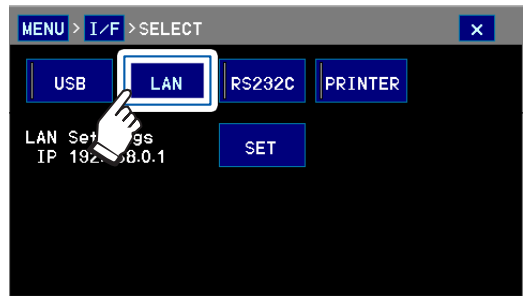 MENU > I/F > SELECT ×
USB LAN RS232C PRINTER
LAN
IP SET